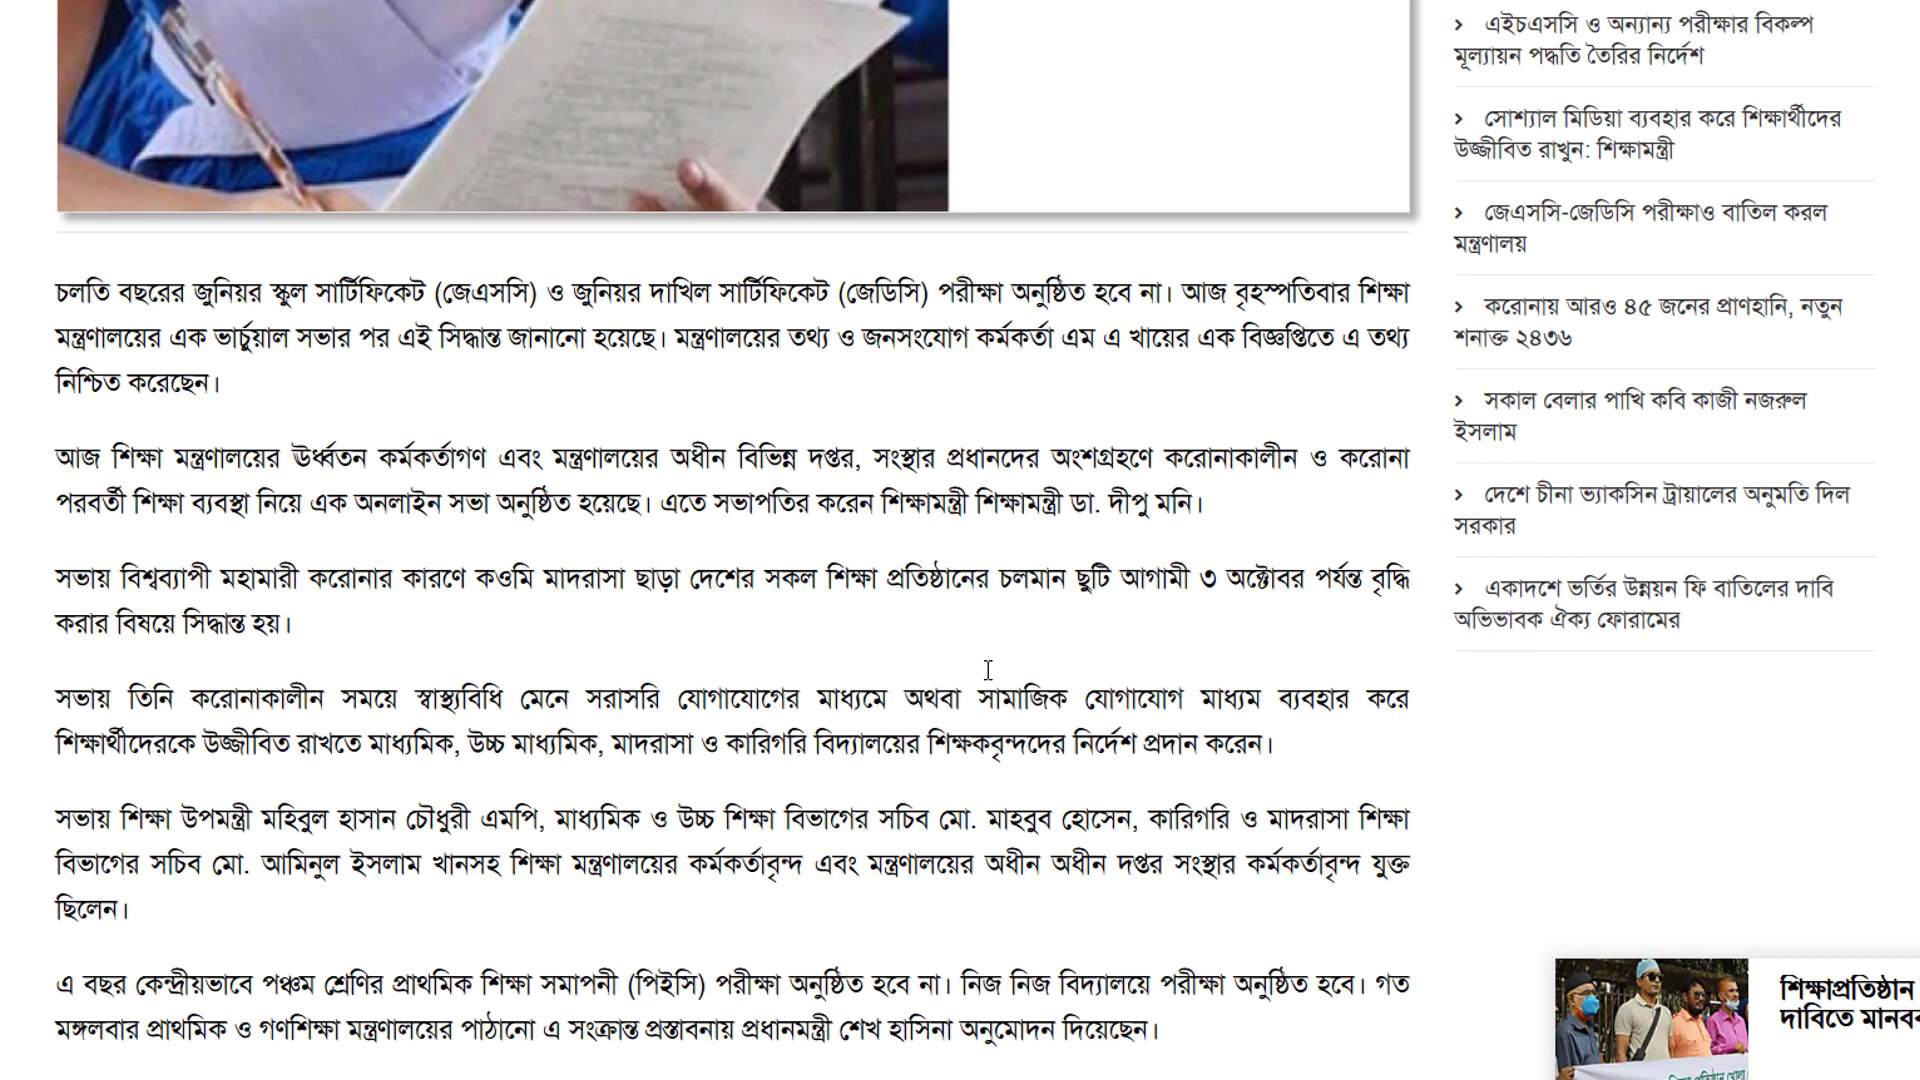 চলতি বছরের জুনিয়র স্কুল সার্টিফিকেট (জেএসসি) ও জুনিয়র দাখিল সার্টিফিকেট (জেডিসি) পরীক্ষা অনুষ্ঠিত হবে না। আজ বৃহস্পতিবার শিক্ষা
মন্ত্রণালয়ের এক ভার্চুয়াল সভার পর এই সিদ্ধান্ত জানানো হয়েছে। মন্ত্রণালয়ের তথ্য ও জনসংযোগ কর্মকর্তা এম এ খায়ের এক বিজ্ঞপ্তিতে এ তথ্য
নিশ্চিত করেছেন।
আজ শিক্ষা মন্ত্রণালয়ের ঊর্ধ্বতন কর্মকর্তাগণ এবং মন্ত্রণালয়ের অধীন বিভিন্ন দপ্তর, সংস্থার প্রধানদের অংশগ্রহণে করোনাকালীন ও করোনা
পরবর্তী শিক্ষা ব্যবস্থা নিয়ে এক অনলাইন সভা অনুষ্ঠিত হয়েছে। এতে সভাপতির করেন শিক্ষামন্ত্রী শিক্ষামন্ত্রী ডা. দীপু মনি।
সভায় বিশ্বব্যাপী মহামারী করোনার কারণে কওমি মাদরাসা ছাড়া দেশের সকল শিক্ষা প্রতিষ্ঠানের চলমান ছুটি আগামী ৩ অক্টোবর পর্যন্ত বৃদ্ধি
করার বিষয়ে সিদ্ধান্ত হয়।
সভায় তিনি করোনাকালীন সময়ে স্বাস্থ্যবিধি মেনে সরাসরি যোগাযোগের মাধ্যমে অথবা সামাজিক যোগাযোগ মাধ্যম ব্যবহার করে
শিক্ষার্থীদেরকে উজ্জীবিত রাখতে মাধ্যমিক, উচ্চ মাধ্যমিক, মাদরাসা ও কারিগরি বিদ্যালয়ের শিক্ষকবৃন্দদের নির্দেশ প্রদান করেন।
সভায় শিক্ষা উপমন্ত্রী মহিবুল হাসান চৌধুরী এমপি, মাধ্যমিক ও উচ্চ শিক্ষা বিভাগের সচিব মো. মাহবুব হোসেন, কারিগরি ও মাদরাসা শিক্ষা
বিভাগের সচিব মো. আমিনুল ইসলাম খানসহ শিক্ষা মন্ত্রণালয়ের কর্মকর্তাবৃন্দ এবং মন্ত্রণালয়ের অধীন অধীন দপ্তর সংস্থার কর্মকর্তাবৃন্দ যুক্ত
ছিলেন।
এ বছর কেন্দ্রীয়ভাবে পঞ্চম শ্রেণির প্রাথমিক শিক্ষা সমাপনী (পিইসি) পরীক্ষা অনুষ্ঠিত হবে না। নিজ নিজ বিদ্যালয়ে পরীক্ষা অনুষ্ঠিত হবে। গত
মঙ্গলবার প্রাথমিক ও গণশিক্ষা মন্ত্রণালয়ের পাঠানো এ সংক্রান্ত প্রস্তাবনায় প্রধানমন্ত্রী শেখ হাসিনা অনুমোদন দিয়েছেন।
এইচএসসি ও অন্যান্য পরীক্ষার বিকল্প
মূল্যায়ন পদ্ধতি তৈরির নির্দেশ
সোশ্যাল মিডিয়া ব্যবহার করে শিক্ষার্থীদের
উজ্জীবিত রাখুন: শিক্ষামন্ত্রী
জেএসসি-জেডিসি পরীক্ষাও বাতিল করল
মন্ত্রণালয়
করোনায় আরও ৪৫ জনের প্রাণহানি, নতুন
শনাক্ত ২৪৩৬
সকাল বেলার পাখি কবি কাজী নজরুল
ইসলাম
দেশে চীনা ভ্যাকসিন ট্রায়ালের অনুমতি দিল
সরকার
একাদশে ভর্তির উন্নয়ন ফি বাতিলের দাবি
অভিভাবক ঐক্য ফোরামের
শিক্ষাপ্রতিষ্ঠান
দাবিতে